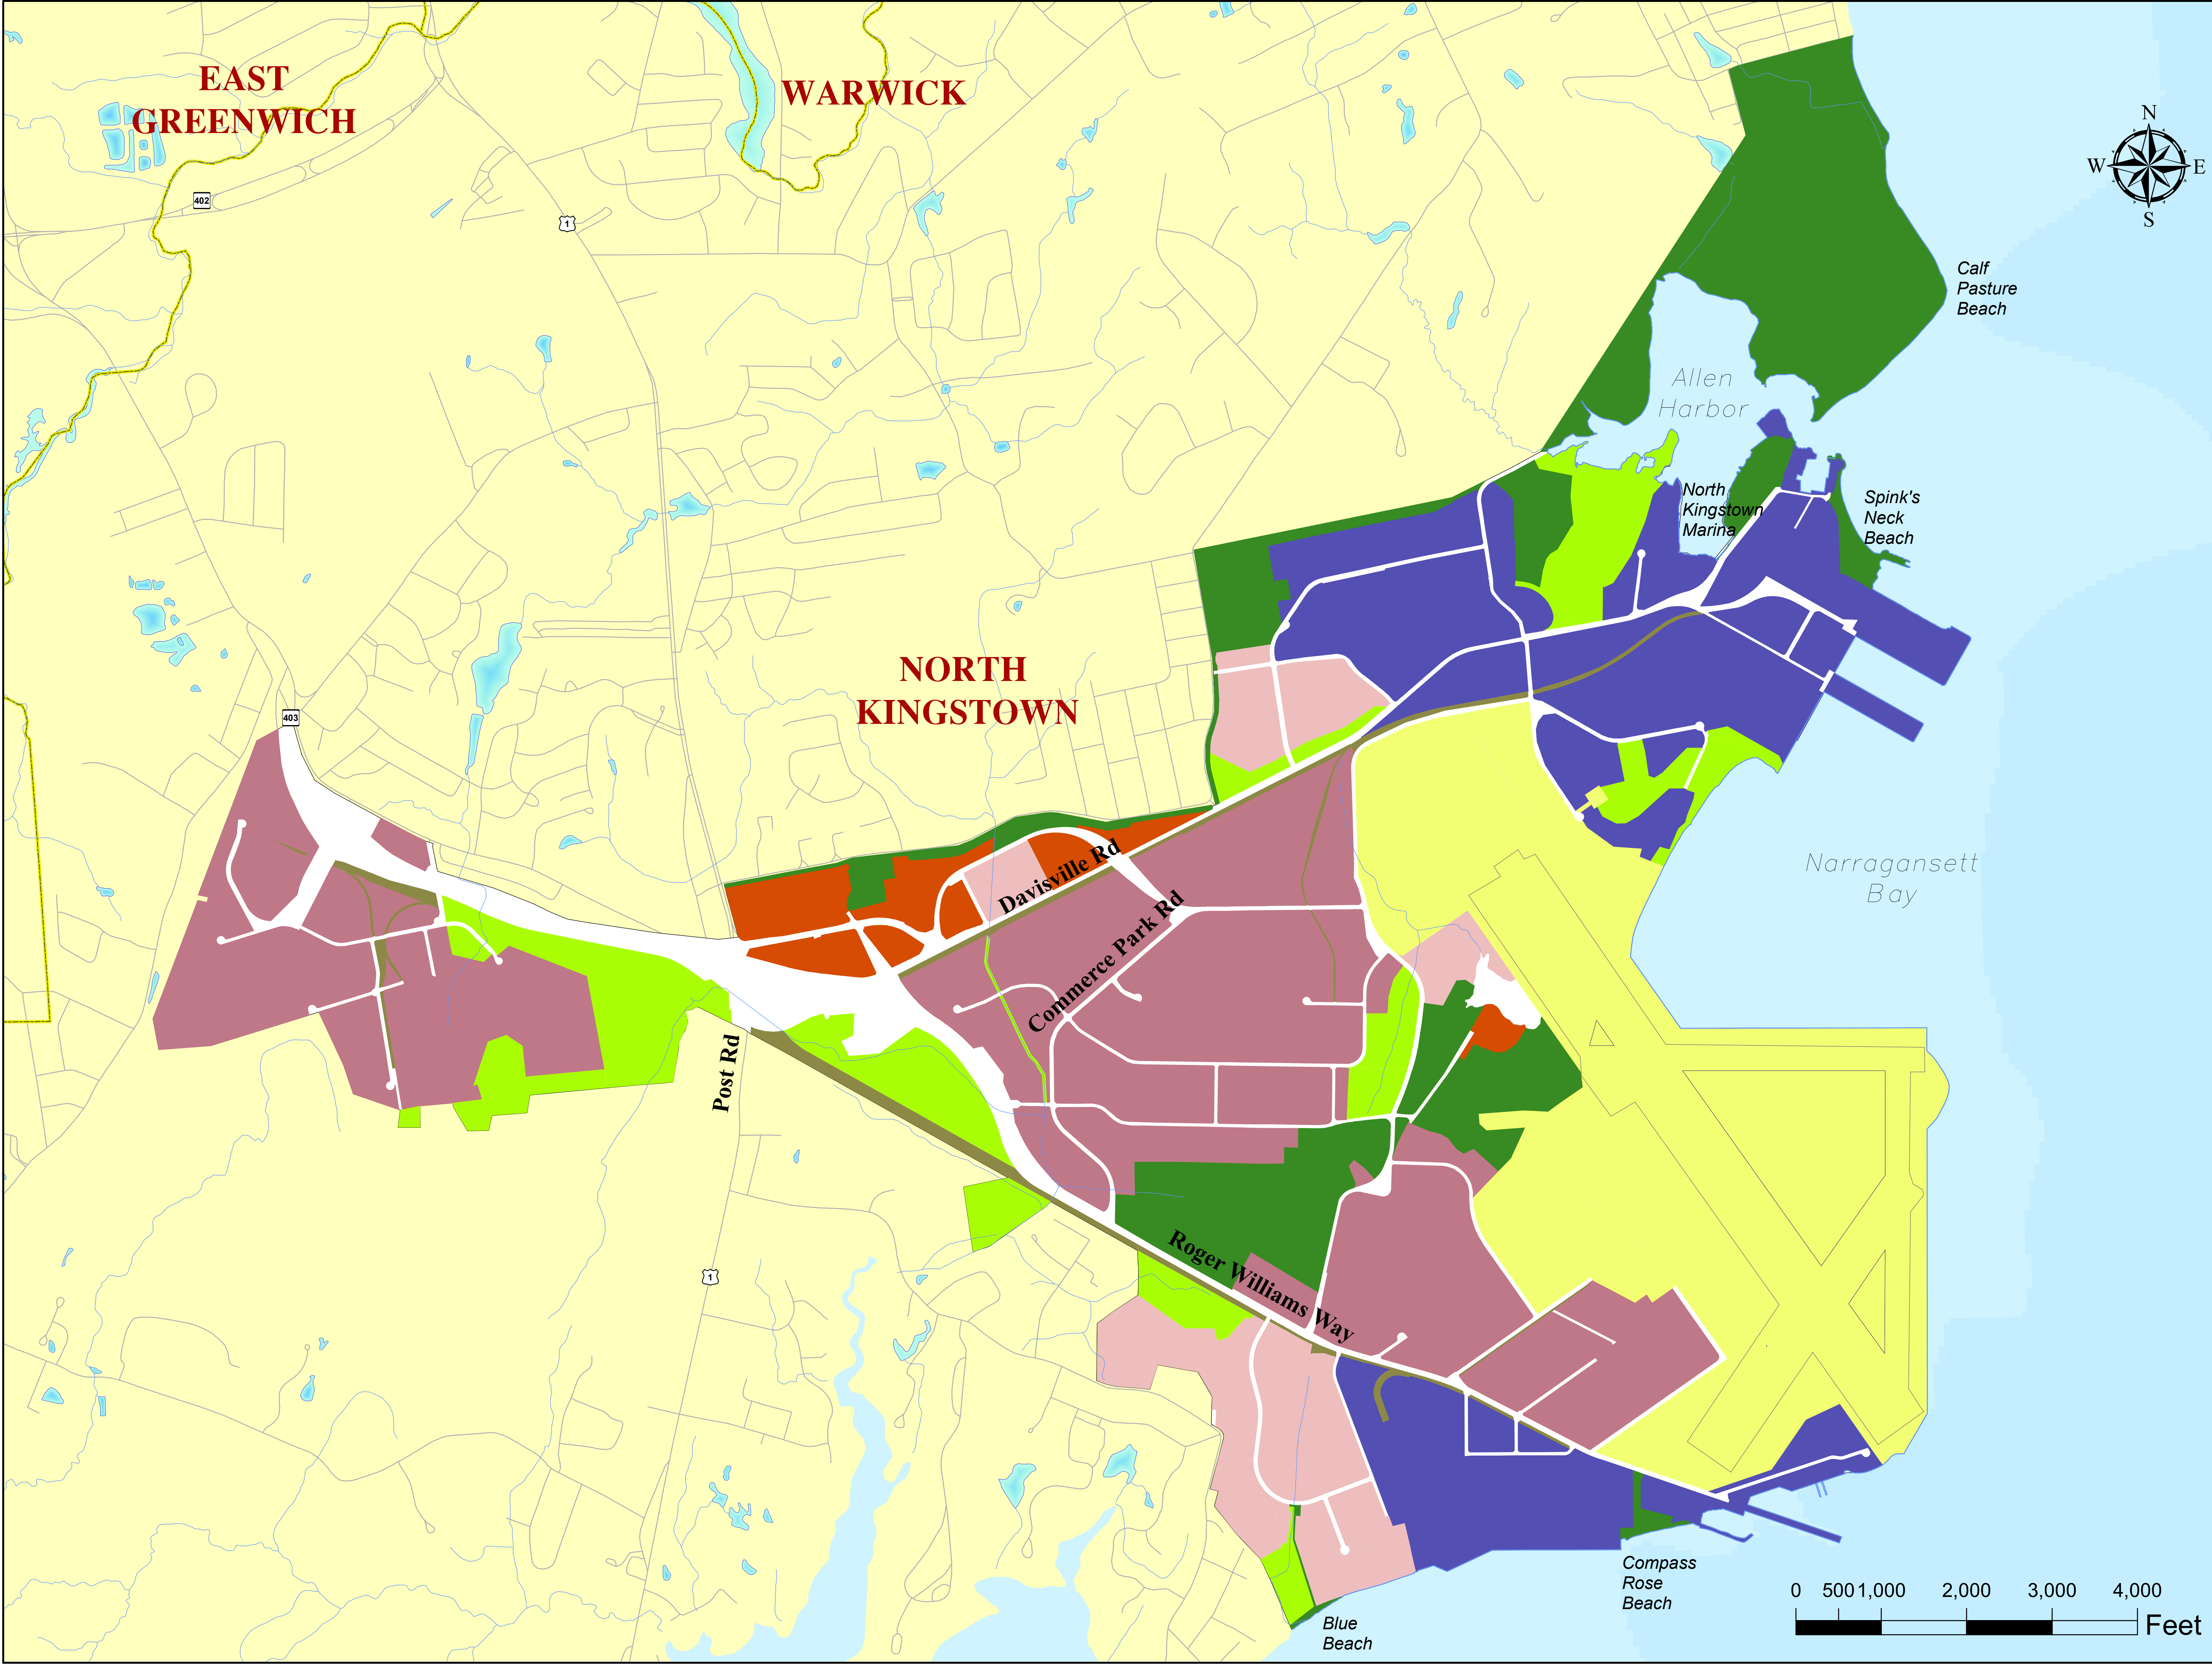 EAST
GREENWICH
WARWICK
N
W E
S
402
1
Calf
Pasture
Beach
Allen
Harbor
North
Kingstown
Marina
Spink's
Neck
Beach
NORTH
KINGSTOWN
403
Davisville Rd
Narragansett
Bay
Commerce Park Rd
Post Rd
Roger Williams Way
1
Compass
Rose
Beach
Blue
Beach
0 500 1,000 2,000 3,000 4,000
Feet